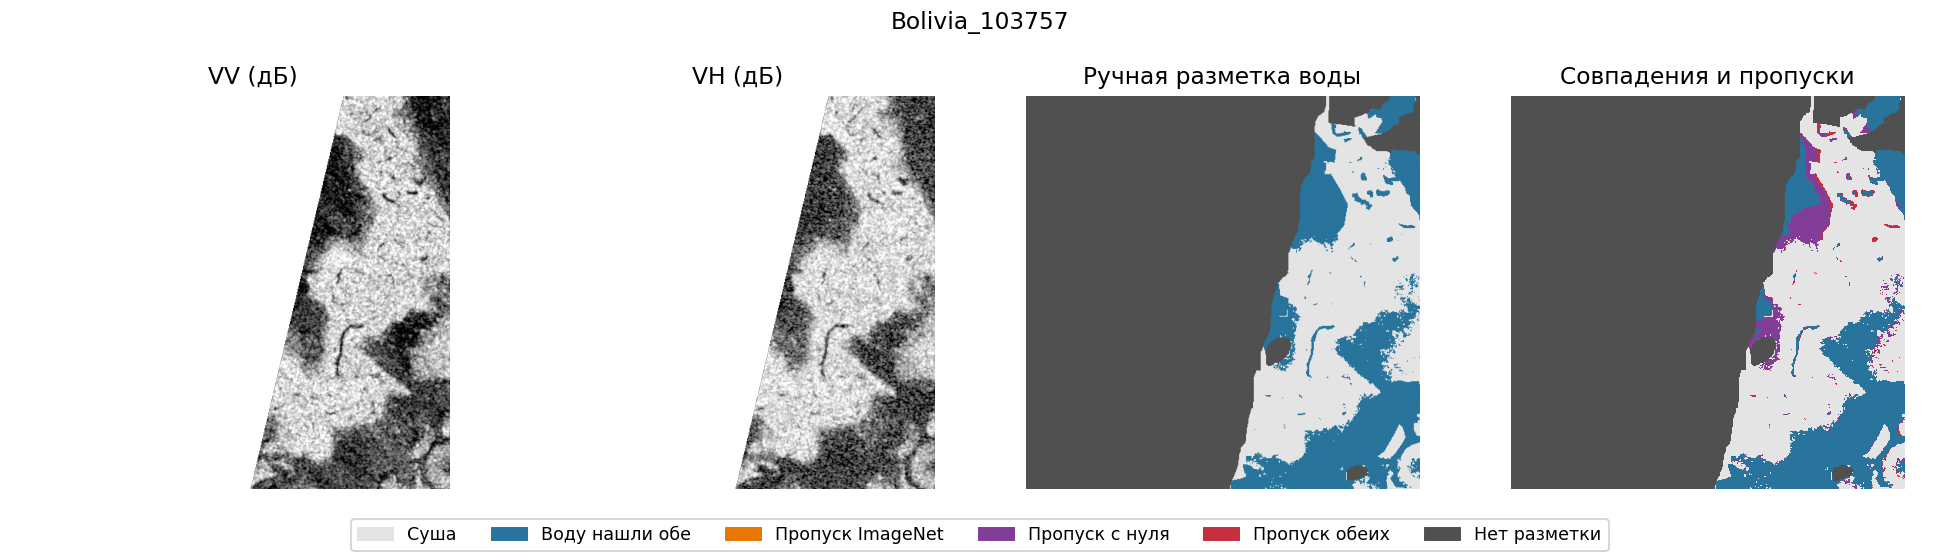 Bolivia_103757
VV (дБ)
VH (дБ)
Ручная разметка воды
Совпадения и пропуски
Суша
Воду нашли обе
Пропуск ImageNet
Пропуск с нуля
Пропуск обеих
Нет разметки